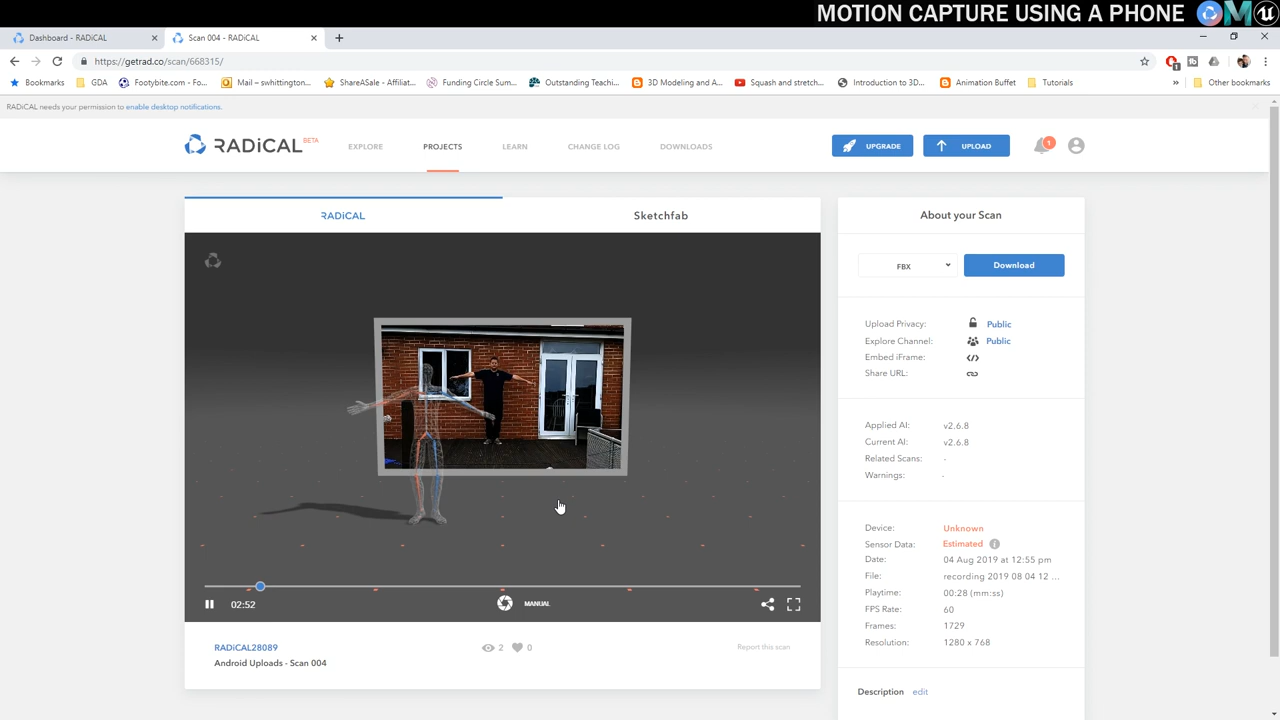 MOTION CAPTURE USING A PHONE
Dashboard - RADiCAL
Scan 004 - RADiCAL
https://getrad.co/scan/668315/
Bookmarks
GDA
Footybite.com - Fo...
Mail – swhittington...
ShareASale - Affiliat...
Funding Circle Sum...
Outstanding Teachi...
3D Modeling and A...
Squash and stretch...
Introduction to 3D...
Animation Buffet
Tutorials
»
Other bookmarks
RADiCAL needs your permission to enable desktop notifications.
RADiCAL BETA
EXPLORE
PROJECTS
LEARN
CHANGE LOG
DOWNLOADS
UPGRADE
UPLOAD
1
RADiCAL
Sketchfab
02:52
MANUAL
RADiCAL28089
2
0
Report this scan
Android Uploads - Scan 004
About your Scan
FBX
Download
Upload Privacy: Public
Explore Channel: Public
Embed iFrame:
Share URL:
Applied AI: v2.6.8
Current AI: v2.6.8
Related Scans: -
Warnings: -
Device: Unknown
Sensor Data: Estimated
Date: 04 Aug 2019 at 12:55 pm
File: recording 2019 08 04 12 ...
Playtime: 00:28 (mm:ss)
FPS Rate: 60
Frames: 1729
Resolution: 1280 x 768
Description edit